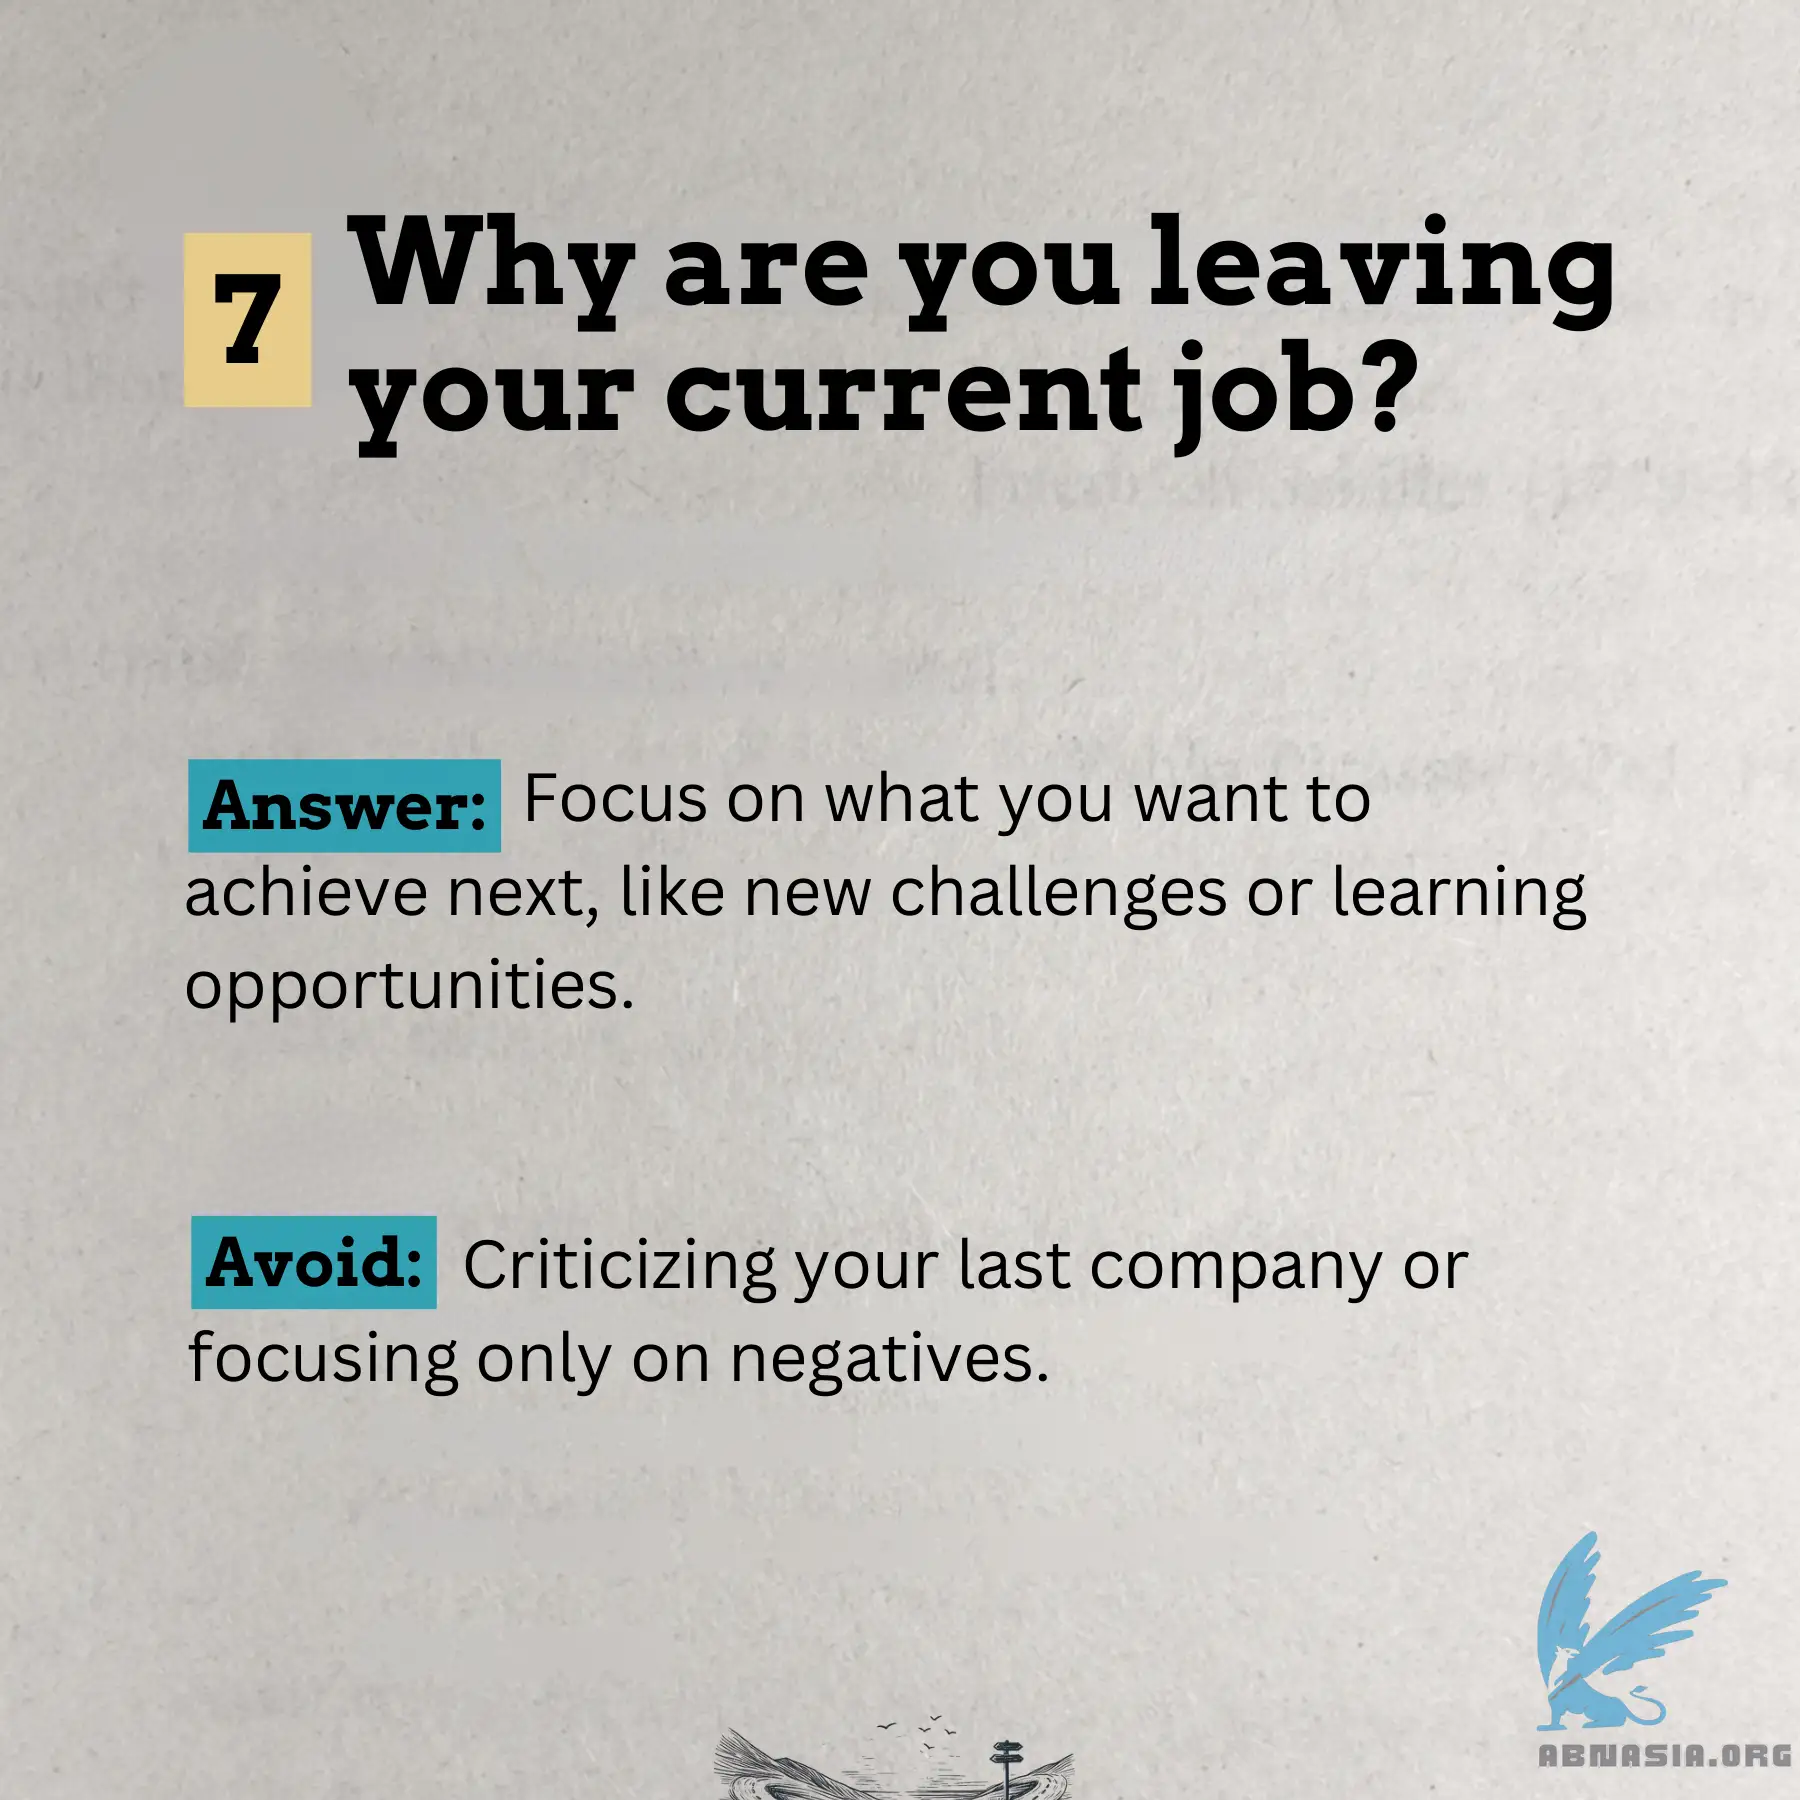 7
Why are you leaving
your current job?
Answer: Focus on what you want to
achieve next, like new challenges or learning
opportunities.
Avoid: Criticizing your last company or
focusing only on negatives.
ABNASIA.ORG